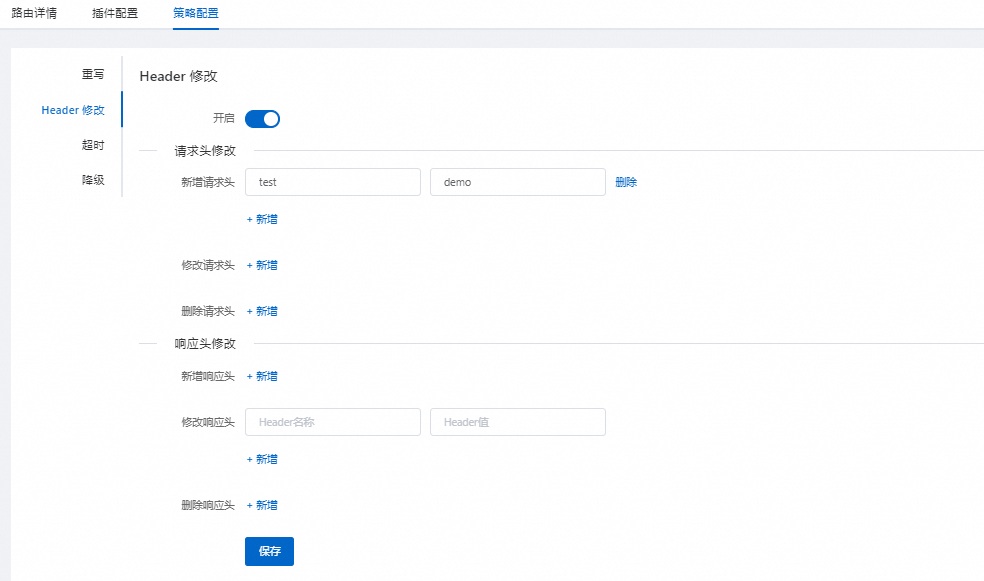 路由详情 插件配置 策略配置
重写
Header 修改
超时
降级
Header 修改
开启
请求头修改
新增请求头 test demo 删除
+ 新增
修改请求头 + 新增
删除请求头 + 新增
响应头修改
新增响应头 + 新增
修改响应头 Header名称 Header值
+ 新增
删除响应头 + 新增
保存